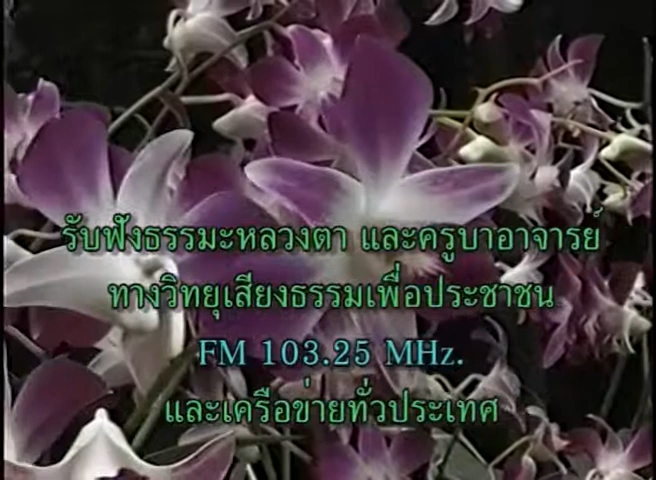 รับฟังธรรมะหลวงตา และครูบาอาจารย์
ทางวิทยุเสียงธรรมเพื่อประชาชน
FM 103.25 MHz.
และเครือข่ายทั่วประเทศ